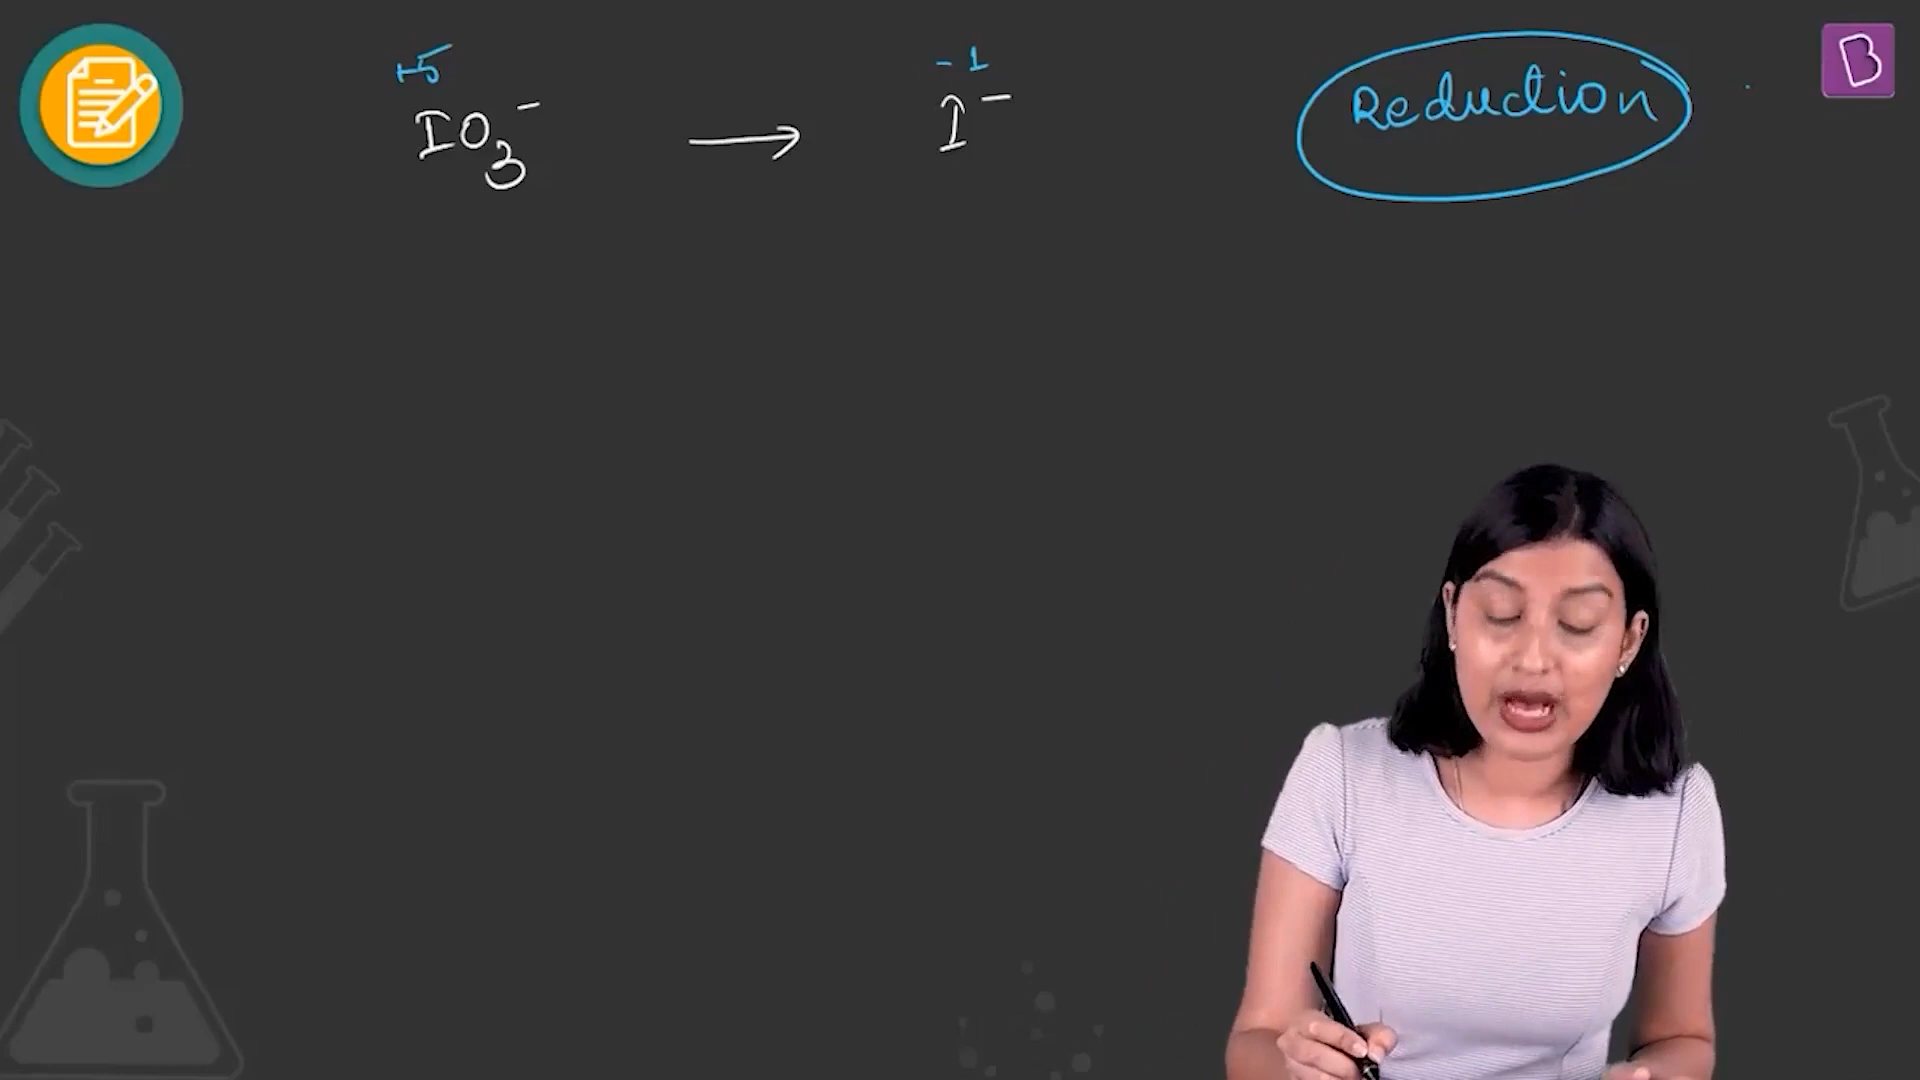 +5 -1
IO3- ⟶ I- Reduction
B